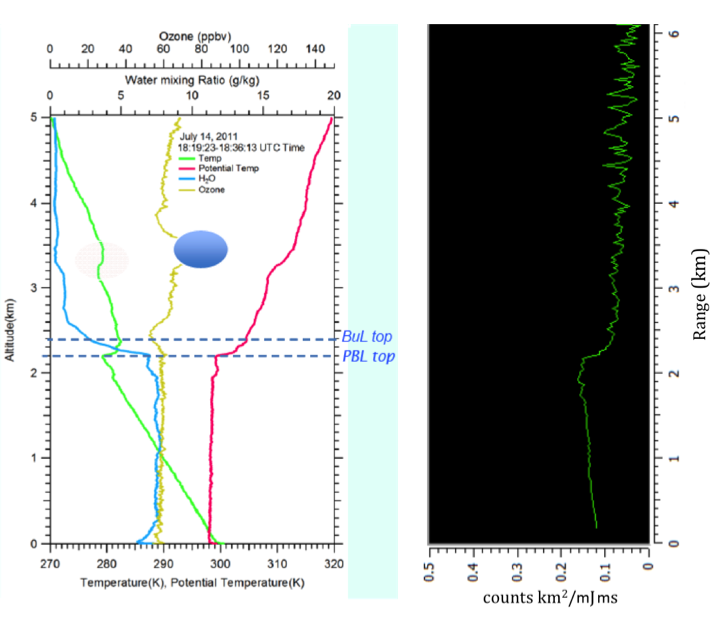 Ozone (ppbv)
0 20 40 60 80 100 120 140
Water mixing Ratio (g/kg)
0 5 10 15 20
July 14, 2011
18:19:23-18:36:13 UTC Time
Temp
Potential Temp
H2O
Ozone
5
4
3
2
1
0
Altitude(km)
BuL top
PBL top
270 280 290 300 310 320
Temperature(K), Potential Temperature(K)
6
5
4
3
2
1
0
Range (km)
0.5 0.4 0.3 0.2 0.1 0
counts km²/mJms